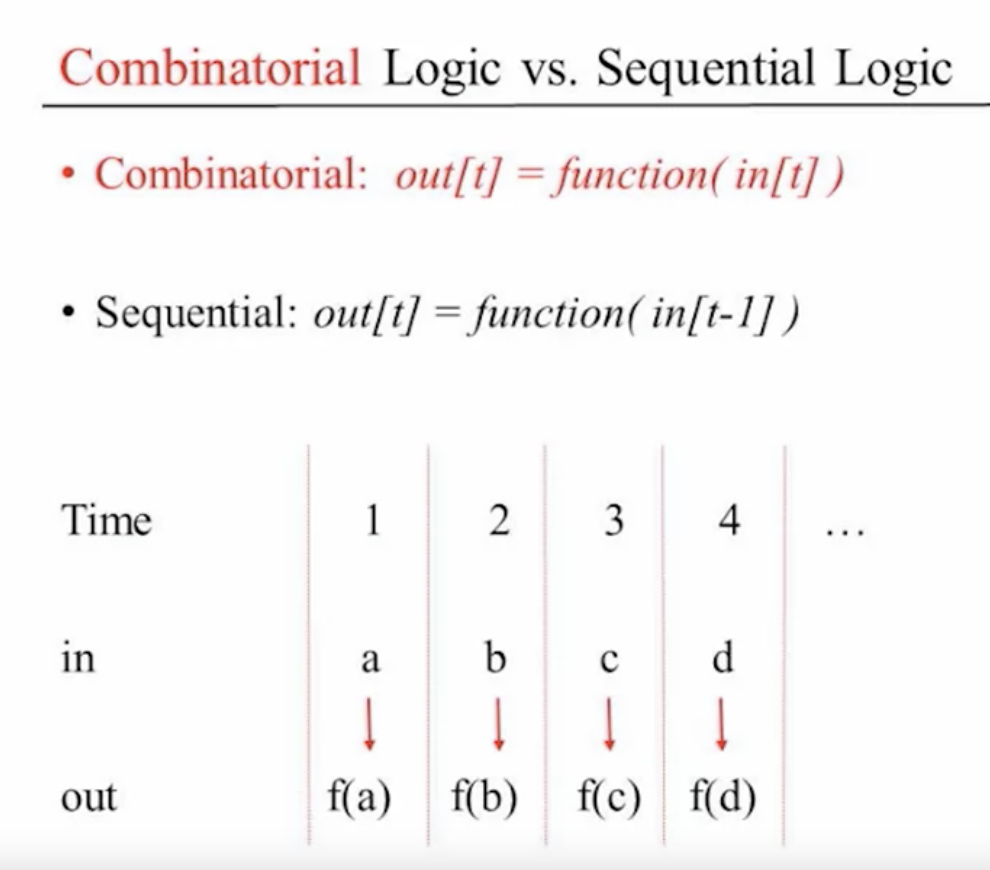 Combinatorial Logic vs. Sequential Logic
• Combinatorial: out[t] = function( in[t] )
• Sequential: out[t] = function( in[t-1] )
Time 1 2 3 4 ...
in a b c d
out f(a) f(b) f(c) f(d)